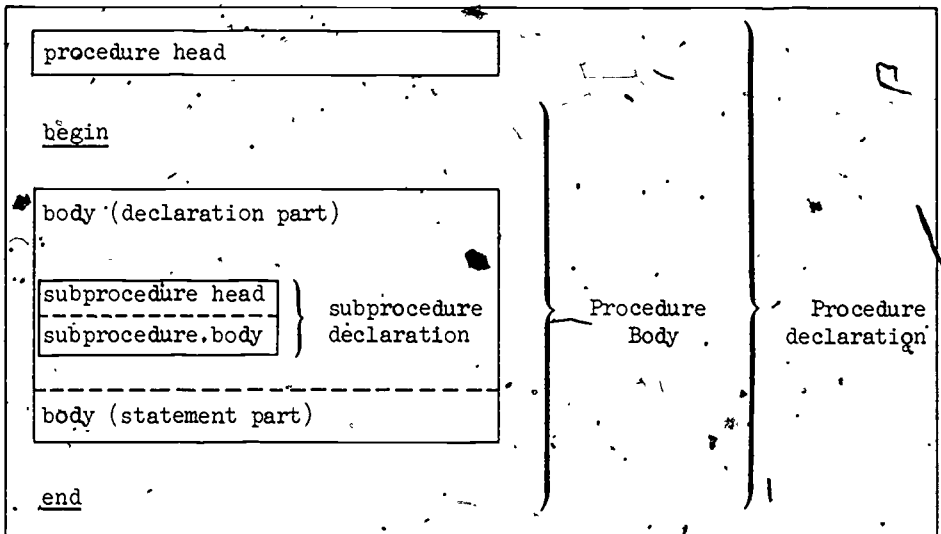 procedure head
begin
body (declaration part)
subprocedure head
subprocedure body
subprocedure
declaration
body (statement part)
end
Procedure
Body
Procedure
declaration